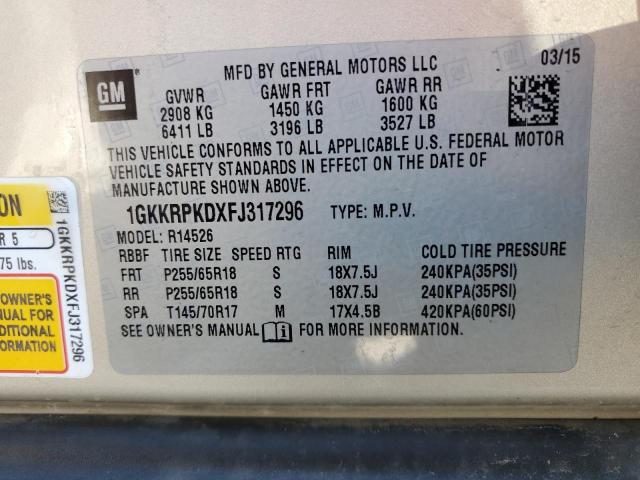 GM
MFD BY GENERAL MOTORS LLC 03/15
GVWR GAWR FRT GAWR RR
2908 KG 1450 KG 1600 KG
6411 LB 3196 LB 3527 LB
THIS VEHICLE CONFORMS TO ALL APPLICABLE U.S. FEDERAL MOTOR
VEHICLE SAFETY STANDARDS IN EFFECT ON THE DATE OF
MANUFACTURE SHOWN ABOVE.
1GKKRPKDXFJ317296 TYPE: M.P.V.
MODEL: R14526
RBBF TIRE SIZE SPEED RTG RIM COLD TIRE PRESSURE
FRT P255/65R18 S 18X7.5J 240KPA(35PSI)
RR P255/65R18 S 18X7.5J 240KPA(35PSI)
SPA T145/70R17 M 17X4.5B 420KPA(60PSI)
SEE OWNER'S MANUAL FOR MORE INFORMATION.
ON
R 5
75 lbs.
OWNER'S
MANUAL FOR
ADDITIONAL
FORMATION
1GKKRPKDXFJ317296